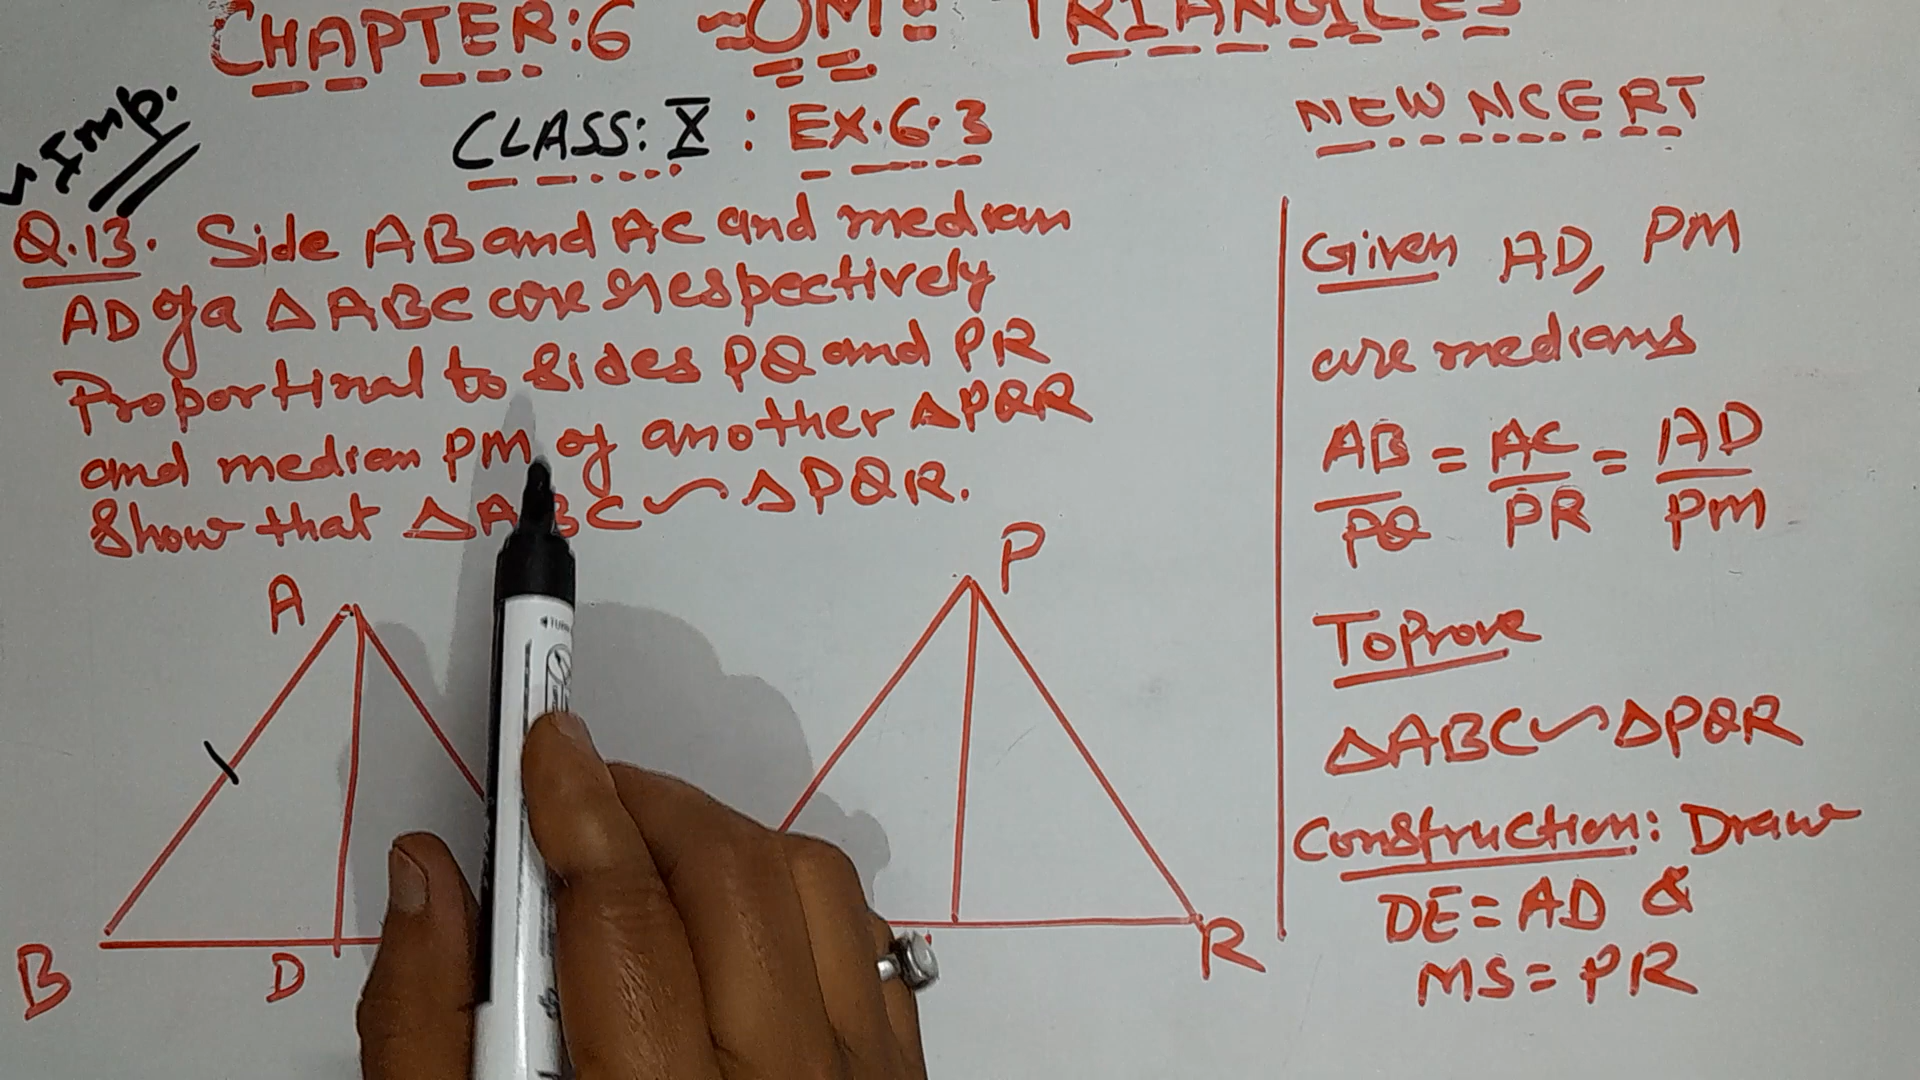 CHAPTER:6 TRIANGLES
Imp.
CLASS: X : EX.6.3
NEW NCERT
Q.13. Side AB and AC and median
AD of a ΔABC are respectively
Proportinal to sides PQ and PR
and median PM of another ΔPQR
Show that ΔABC ~ ΔPQR.
A
B
D
P
R
Given AD, PM
are medians
AB/PQ = AC/PR = AD/PM
To Prove
ΔABC ~ ΔPQR
Construction: Draw
DE = AD &
MS = PR